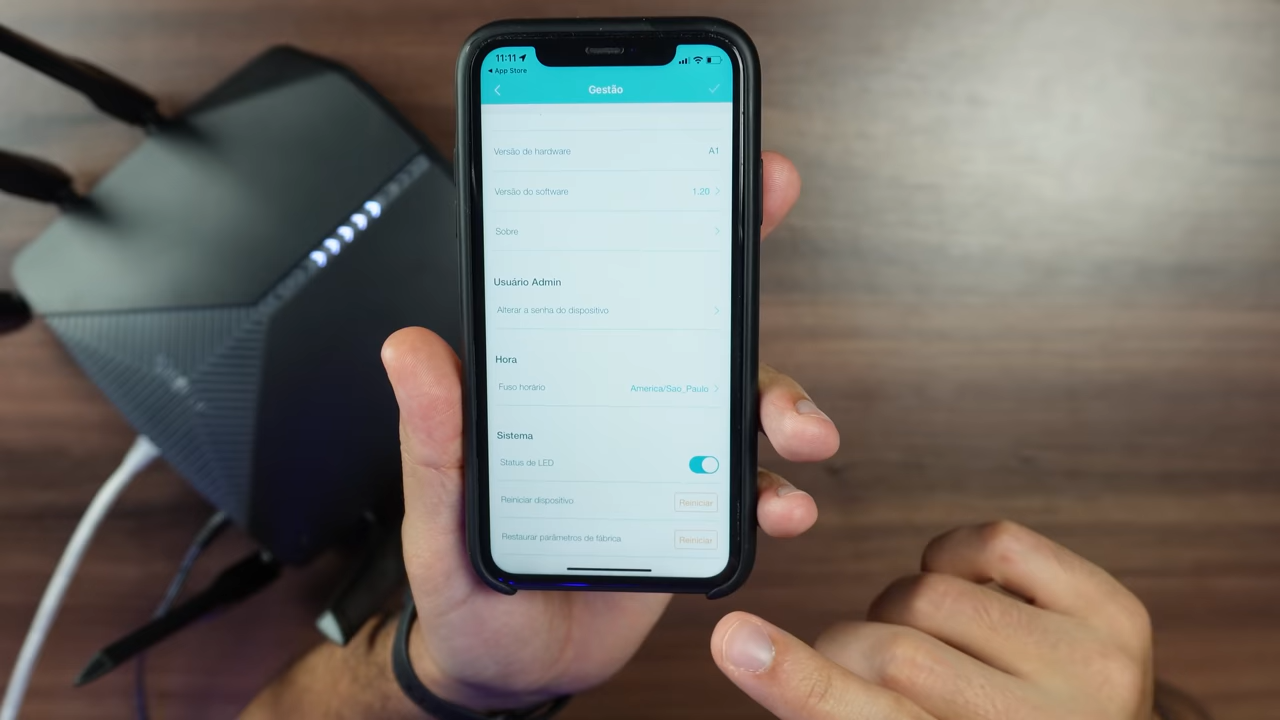 11:11
App Store
Gestão
Versão de hardware A1
Versão do software 1.20
Sobre
Usuário Admin
Alterar a senha do dispositivo
Hora
Fuso horário America/Sao_Paulo
Sistema
Status de LED
Reiniciar dispositivo Reiniciar
Restaurar parâmetros de fábrica Reiniciar